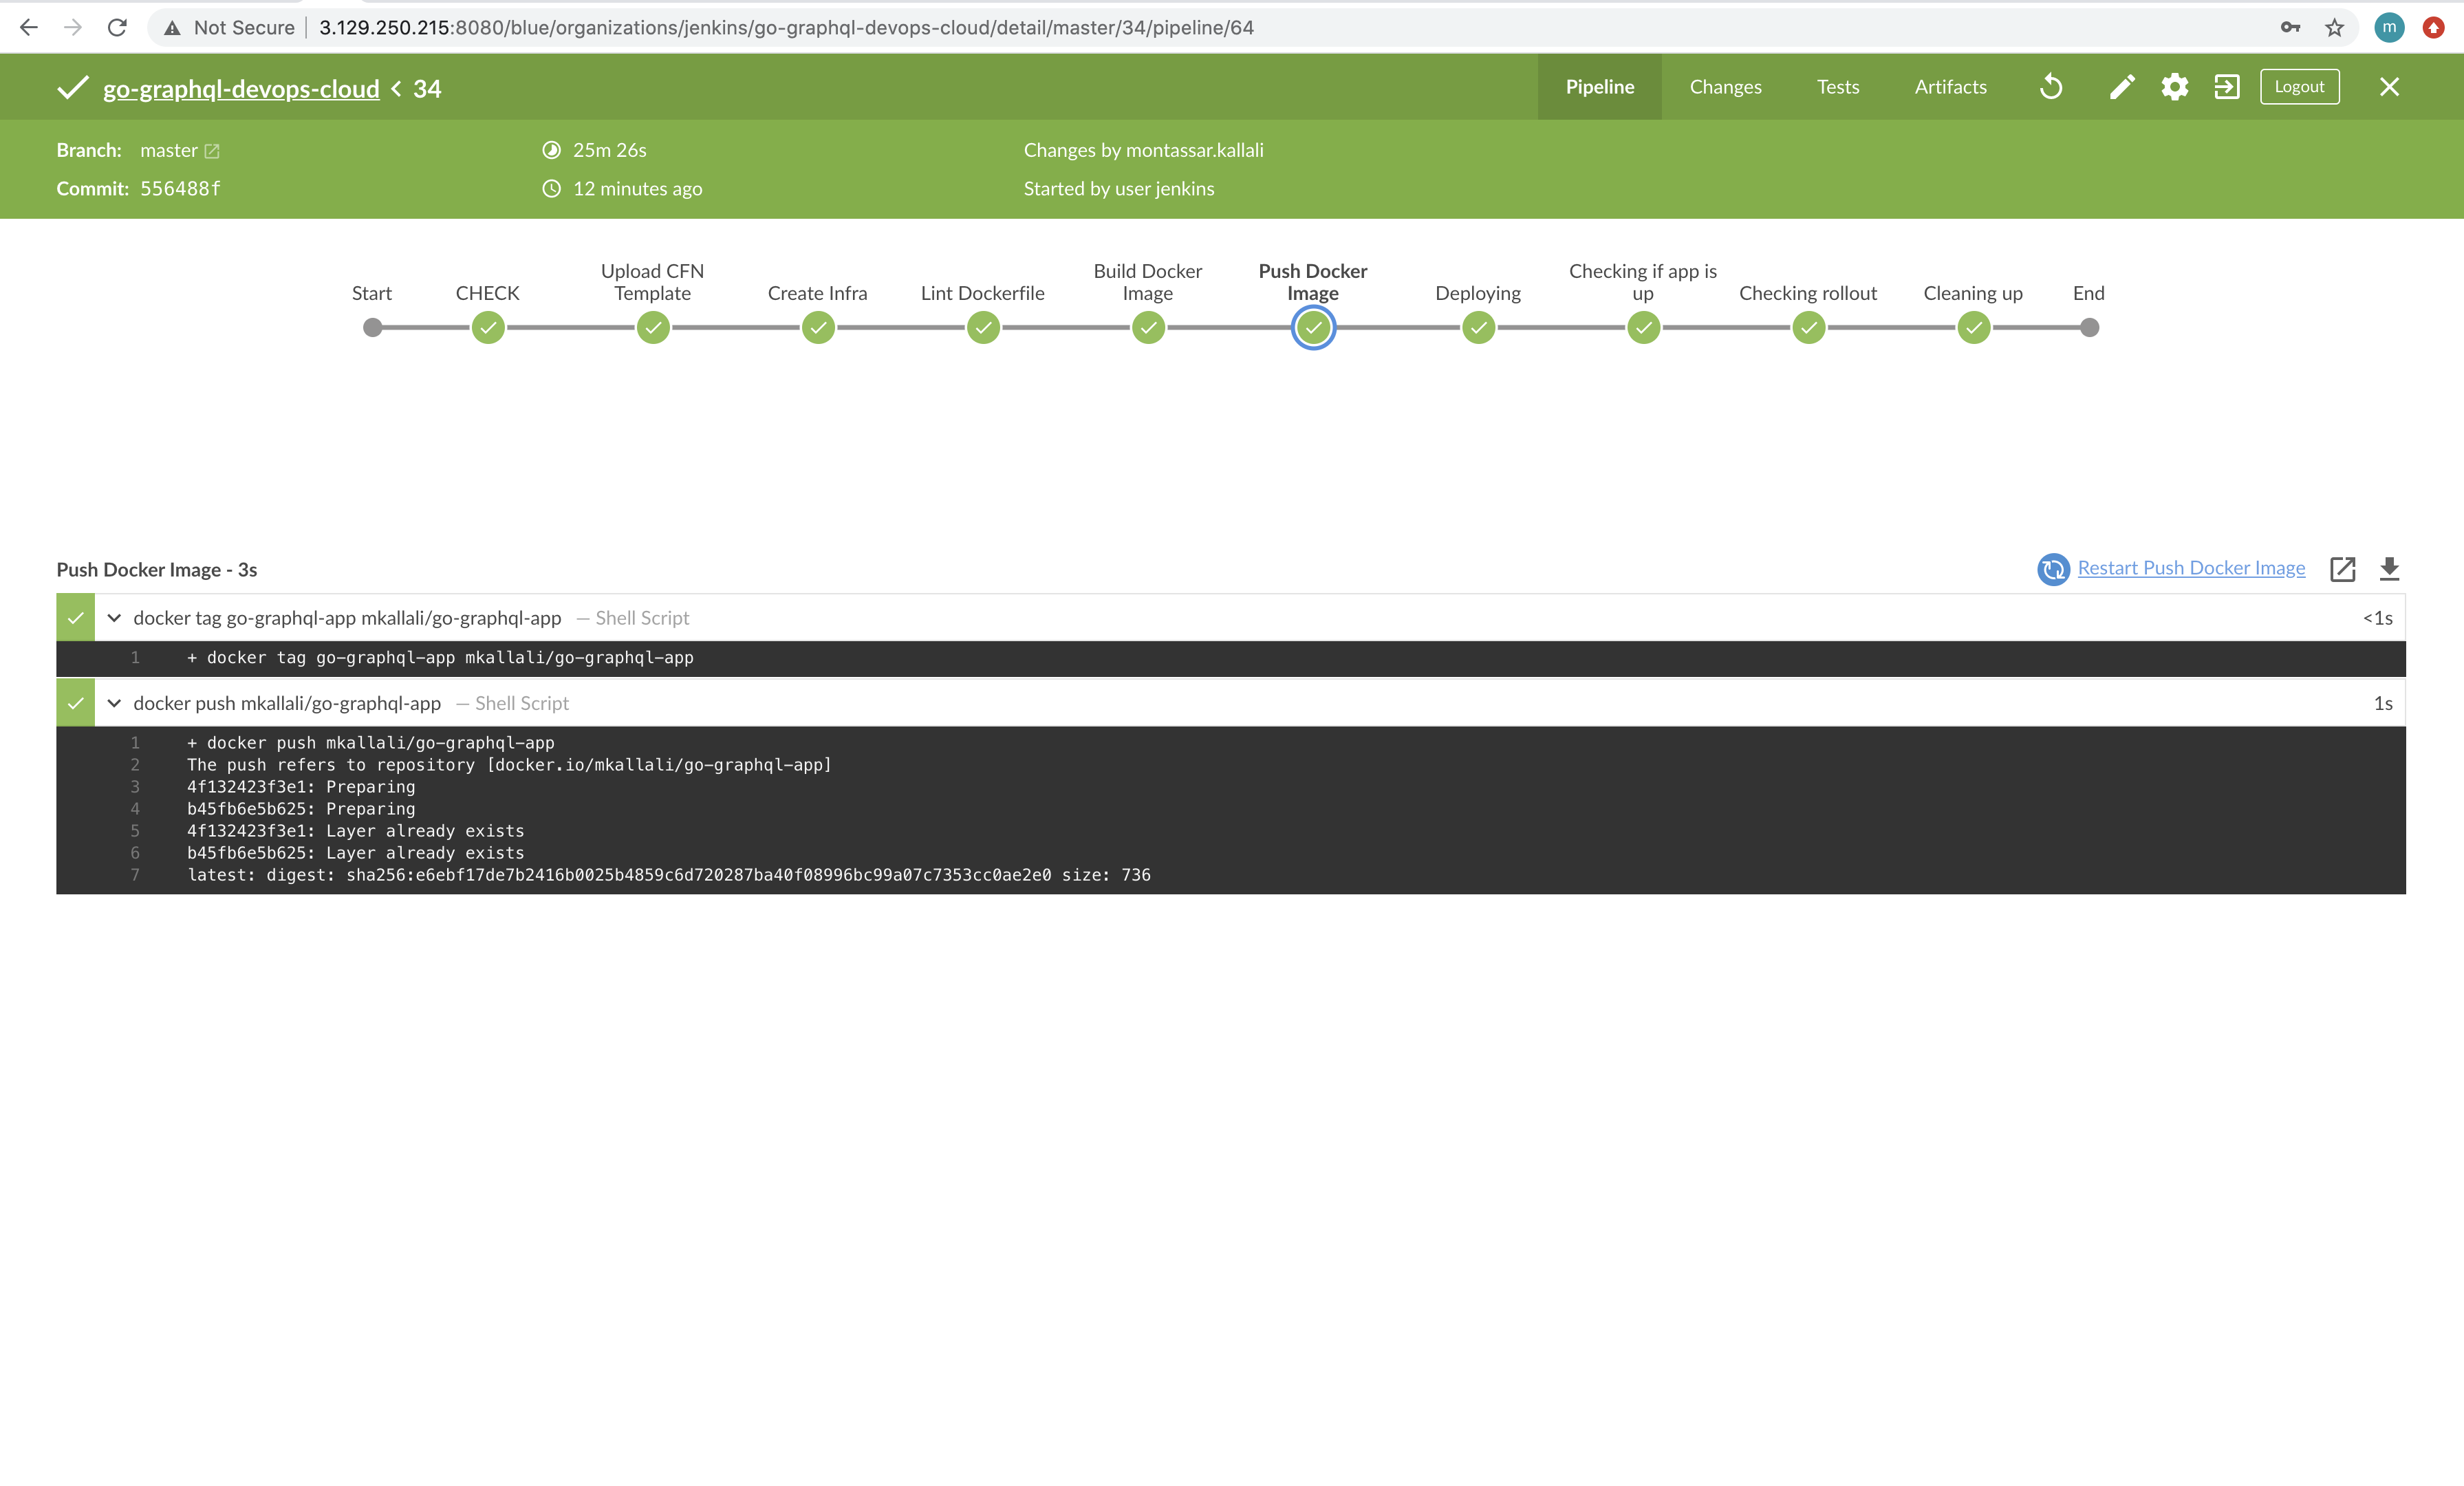 Not Secure 3.129.250.215:8080/blue/organizations/jenkins/go-graphql-devops-cloud/detail/master/34/pipeline/64 m
go-graphql-devops-cloud < 34 Pipeline Changes Tests Artifacts Logout
Branch: master 25m 26s Changes by montassar.kallali
Commit: 556488f 12 minutes ago Started by user jenkins
Start CHECK Upload CFN Template Create Infra Lint Dockerfile Build Docker Image Push Docker Image Deploying Checking if app is up Checking rollout Cleaning up End
Push Docker Image - 3s Restart Push Docker Image
docker tag go-graphql-app mkallali/go-graphql-app — Shell Script <1s
1 + docker tag go-graphql-app mkallali/go-graphql-app
docker push mkallali/go-graphql-app — Shell Script 1s
1 + docker push mkallali/go-graphql-app
2 The push refers to repository [docker.io/mkallali/go-graphql-app]
3 4f132423f3e1: Preparing
4 b45fb6e5b625: Preparing
5 4f132423f3e1: Layer already exists
6 b45fb6e5b625: Layer already exists
7 latest: digest: sha256:e6ebf17de7b2416b0025b4859c6d720287ba40f08996bc99a07c7353cc0ae2e0 size: 736